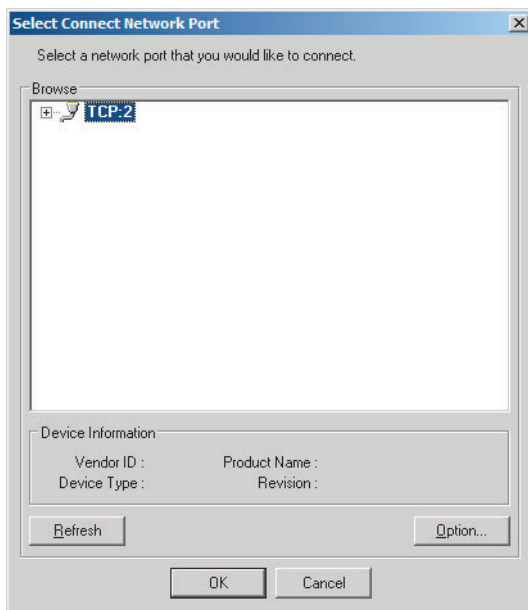 Select Connect Network Port
Select a network port that you would like to connect.
Browse
TCP:2
Device Information
Vendor ID : Product Name :
Device Type : Revision :
Refresh Option...
OK Cancel